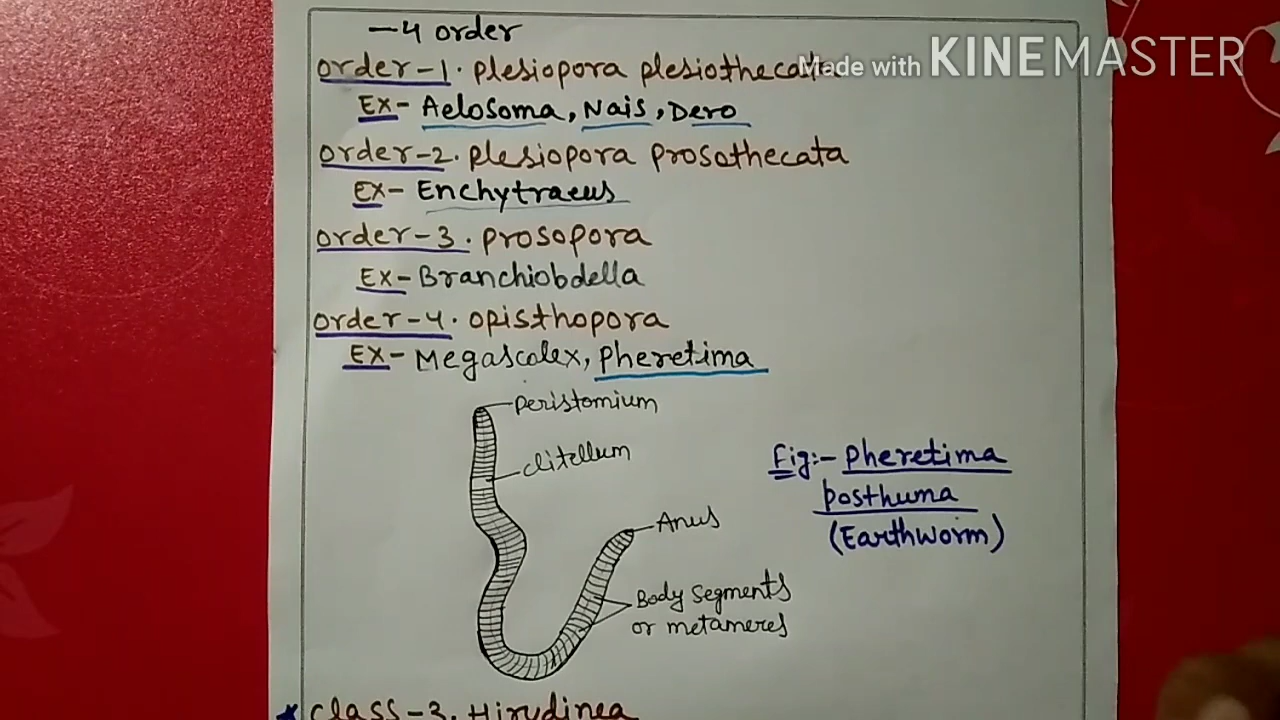 —4 order
Made with KINEMASTER
order-1. plesiopora plesiothecata
Ex- Aelosoma, Nais, Dero
order-2. plesiopora prosothecata
Ex- Enchytraeus
order-3. prosopora
Ex- Branchiobdella
order-4. opisthopora
Ex- Megascolex, Pheretima
peristomium
clitellum
Fig:- Pheretima
posthuma
(Earthworm)
Anus
Body segments
or metameres
* Class-3. Hirudinea